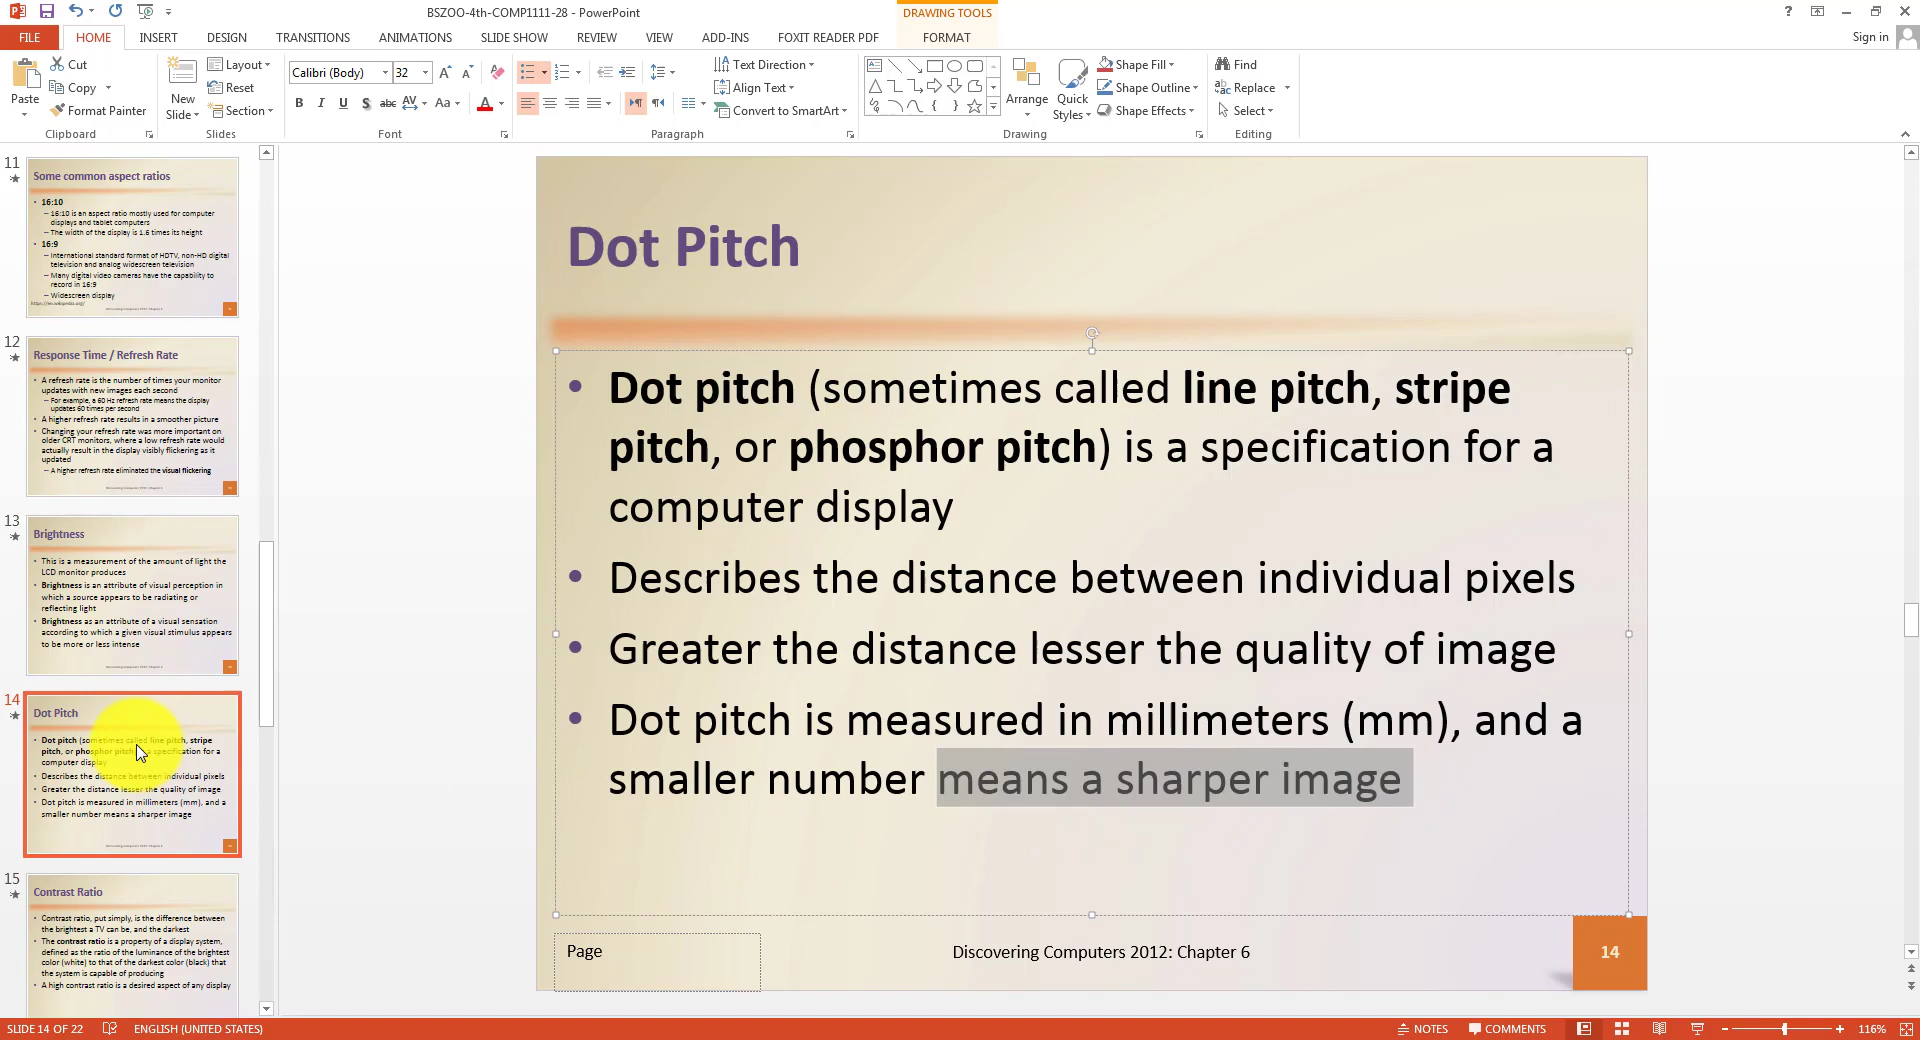 BSZOO-4th-COMP1111-28 - PowerPoint
DRAWING TOOLS
FILE
HOME
INSERT
DESIGN
TRANSITIONS
ANIMATIONS
SLIDE SHOW
REVIEW
VIEW
ADD-INS
FOXIT READER PDF
FORMAT
Sign in
Paste
Cut
Copy
Format Painter
Clipboard
New
Slide
Layout
Reset
Section
Slides
Calibri (Body)
32
Font
Text Direction
Align Text
Convert to SmartArt
Paragraph
Arrange
Quick
Styles
Shape Fill
Shape Outline
Shape Effects
Drawing
Find
Replace
Select
Editing
11
Some common aspect ratios
• 16:10
– 16:10 is an aspect ratio mostly used for computer
displays and tablet computers
– The width of the display is 1.6 times its height
• 16:9
– International standard format of HDTV, non-HD digital
television and analog widescreen television
– Many digital video cameras have the capability to
record in 16:9
– Widescreen display
https://en.wikipedia.org/
12
Response Time / Refresh Rate
• A refresh rate is the number of times your monitor
updates with new images each second
– For example, a 60 Hz refresh rate means the display
updates 60 times per second
• A higher refresh rate results in a smoother picture
• Changing your refresh rate was more important on
older CRT monitors, where a low refresh rate would
actually result in the display visibly flickering as it
updated
– A higher refresh rate eliminated the visual flickering
13
Brightness
• This is a measurement of the amount of light the
LCD monitor produces
• Brightness is an attribute of visual perception in
which a source appears to be radiating or
reflecting light
• Brightness as an attribute of a visual sensation
according to which a given visual stimulus appears
to be more or less intense
14
Dot Pitch
• Dot pitch (sometimes called line pitch, stripe
pitch, or phosphor pitch) is a specification for a
computer display
• Describes the distance between individual pixels
• Greater the distance lesser the quality of image
• Dot pitch is measured in millimeters (mm), and a
smaller number means a sharper image
15
Contrast Ratio
• Contrast ratio, put simply, is the difference between
the brightest a TV can be, and the darkest
• The contrast ratio is a property of a display system,
defined as the ratio of the luminance of the brightest
color (white) to that of the darkest color (black) that
the system is capable of producing
• A high contrast ratio is a desired aspect of any display
Dot Pitch
• Dot pitch (sometimes called line pitch, stripe
pitch, or phosphor pitch) is a specification for a
computer display
• Describes the distance between individual pixels
• Greater the distance lesser the quality of image
• Dot pitch is measured in millimeters (mm), and a
smaller number means a sharper image
Page
Discovering Computers 2012: Chapter 6
14
SLIDE 14 OF 22
ENGLISH (UNITED STATES)
NOTES
COMMENTS
116%